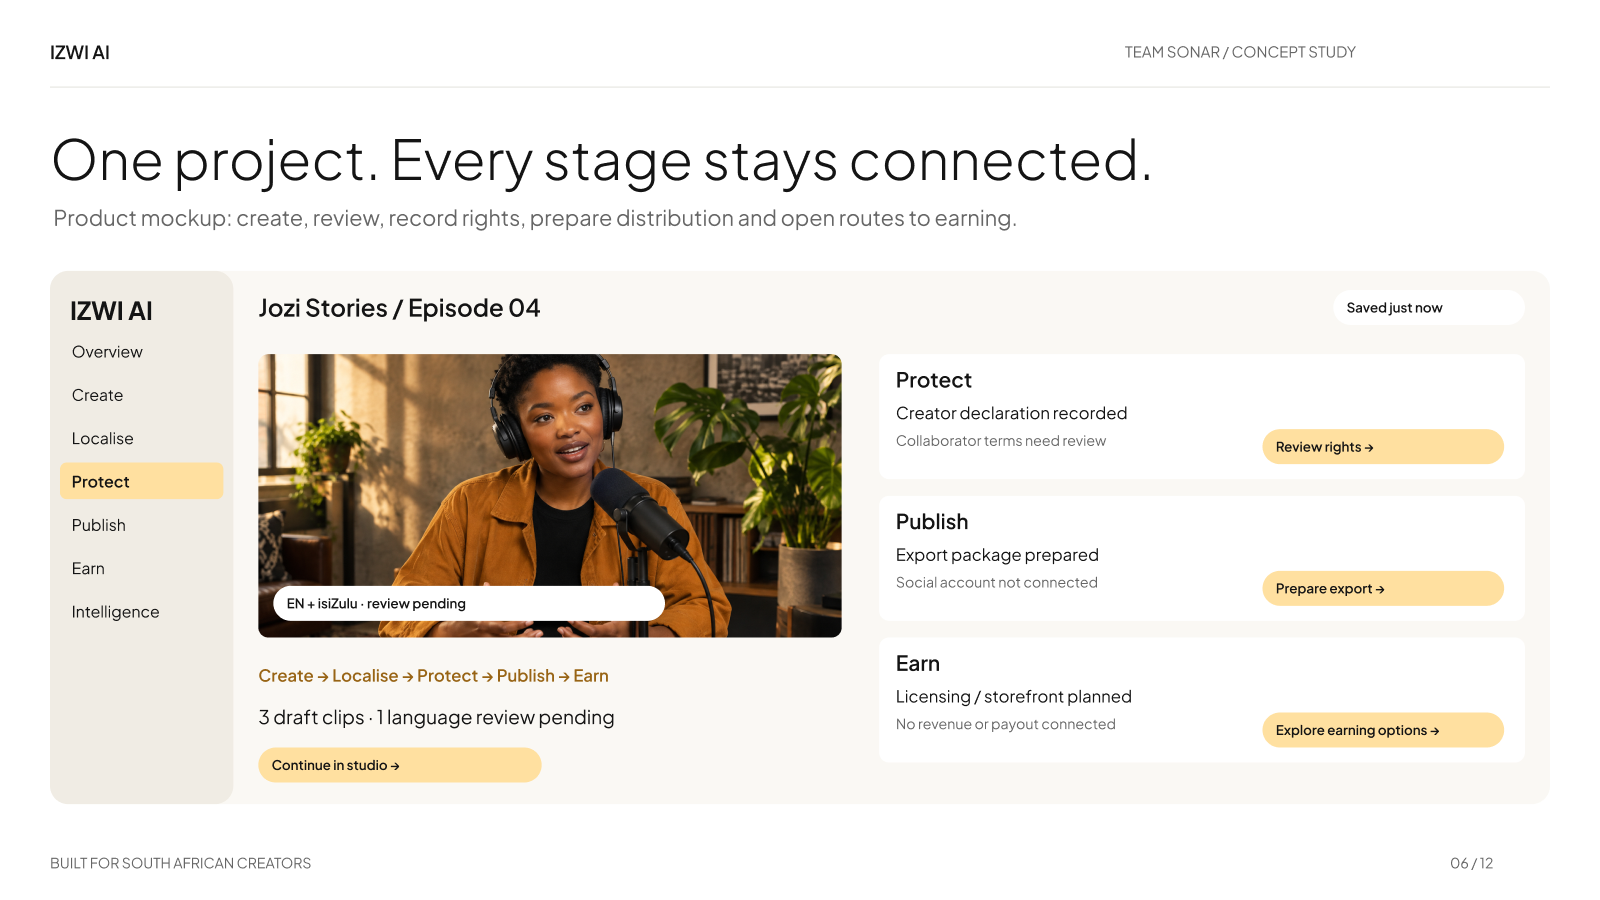 IZWI AI
TEAM SONAR / CONCEPT STUDY
One project. Every stage stays connected.
Product mockup: create, review, record rights, prepare distribution and open routes to earning.
IZWI AI
Overview
Create
Localise
Protect
Publish
Earn
Intelligence
Jozi Stories / Episode 04
Saved just now
EN + isiZulu · review pending
Create → Localise → Protect → Publish → Earn
3 draft clips · 1 language review pending
Continue in studio →
Protect
Creator declaration recorded
Collaborator terms need review
Review rights →
Publish
Export package prepared
Social account not connected
Prepare export →
Earn
Licensing / storefront planned
No revenue or payout connected
Explore earning options →
BUILT FOR SOUTH AFRICAN CREATORS
06 / 12